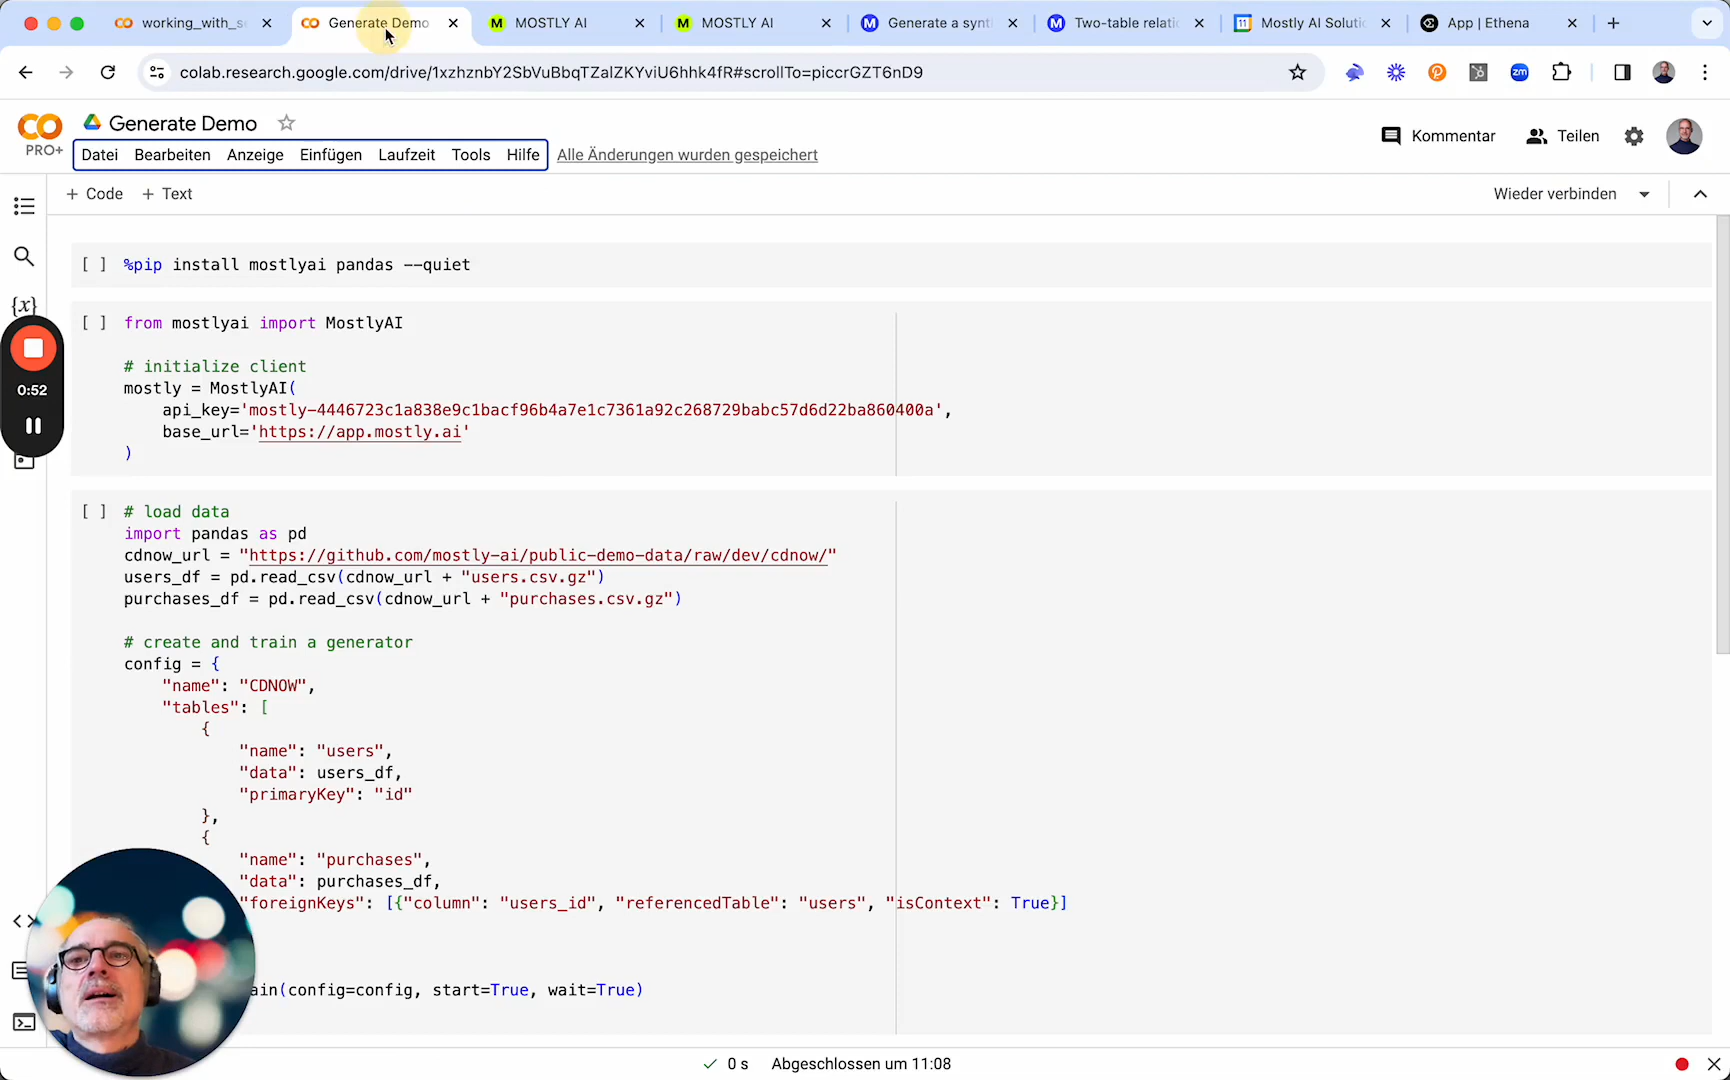 working_with_se
Generate Demo
MOSTLY AI
MOSTLY AI
Generate a synt
Two-table relatio
Mostly AI Soluti
App | Ethena
colab.research.google.com/drive/1xzhznbY2SbVuBbqTZalZKYviU6hhk4fR#scrollTo=piccrGZT6nD9
zm
CO
PRO+
Generate Demo
Kommentar
Teilen
Datei Bearbeiten Anzeige Einfügen Laufzeit Tools Hilfe
Alle Änderungen wurden gespeichert
+ Code + Text
Wieder verbinden
[ ] %pip install mostlyai pandas --quiet
{x}
[ ] from mostlyai import MostlyAI
# initialize client
mostly = MostlyAI(
api_key='mostly-4446723c1a838e9c1bacf96b4a7e1c7361a92c268729babc57d6d22ba860400a',
base_url='https://app.mostly.ai'
)
0:52
[ ] # load data
import pandas as pd
cdnow_url = "https://github.com/mostly-ai/public-demo-data/raw/dev/cdnow/"
users_df = pd.read_csv(cdnow_url + "users.csv.gz")
purchases_df = pd.read_csv(cdnow_url + "purchases.csv.gz")
# create and train a generator
config = {
"name": "CDNOW",
"tables": [
{
"name": "users",
"data": users_df,
"primaryKey": "id"
},
{
"name": "purchases",
"data": purchases_df,
"foreignKeys": [{"column": "users_id", "referencedTable": "users", "isContext": True}]
ain(config=config, start=True, wait=True)
0 s Abgeschlossen um 11:08